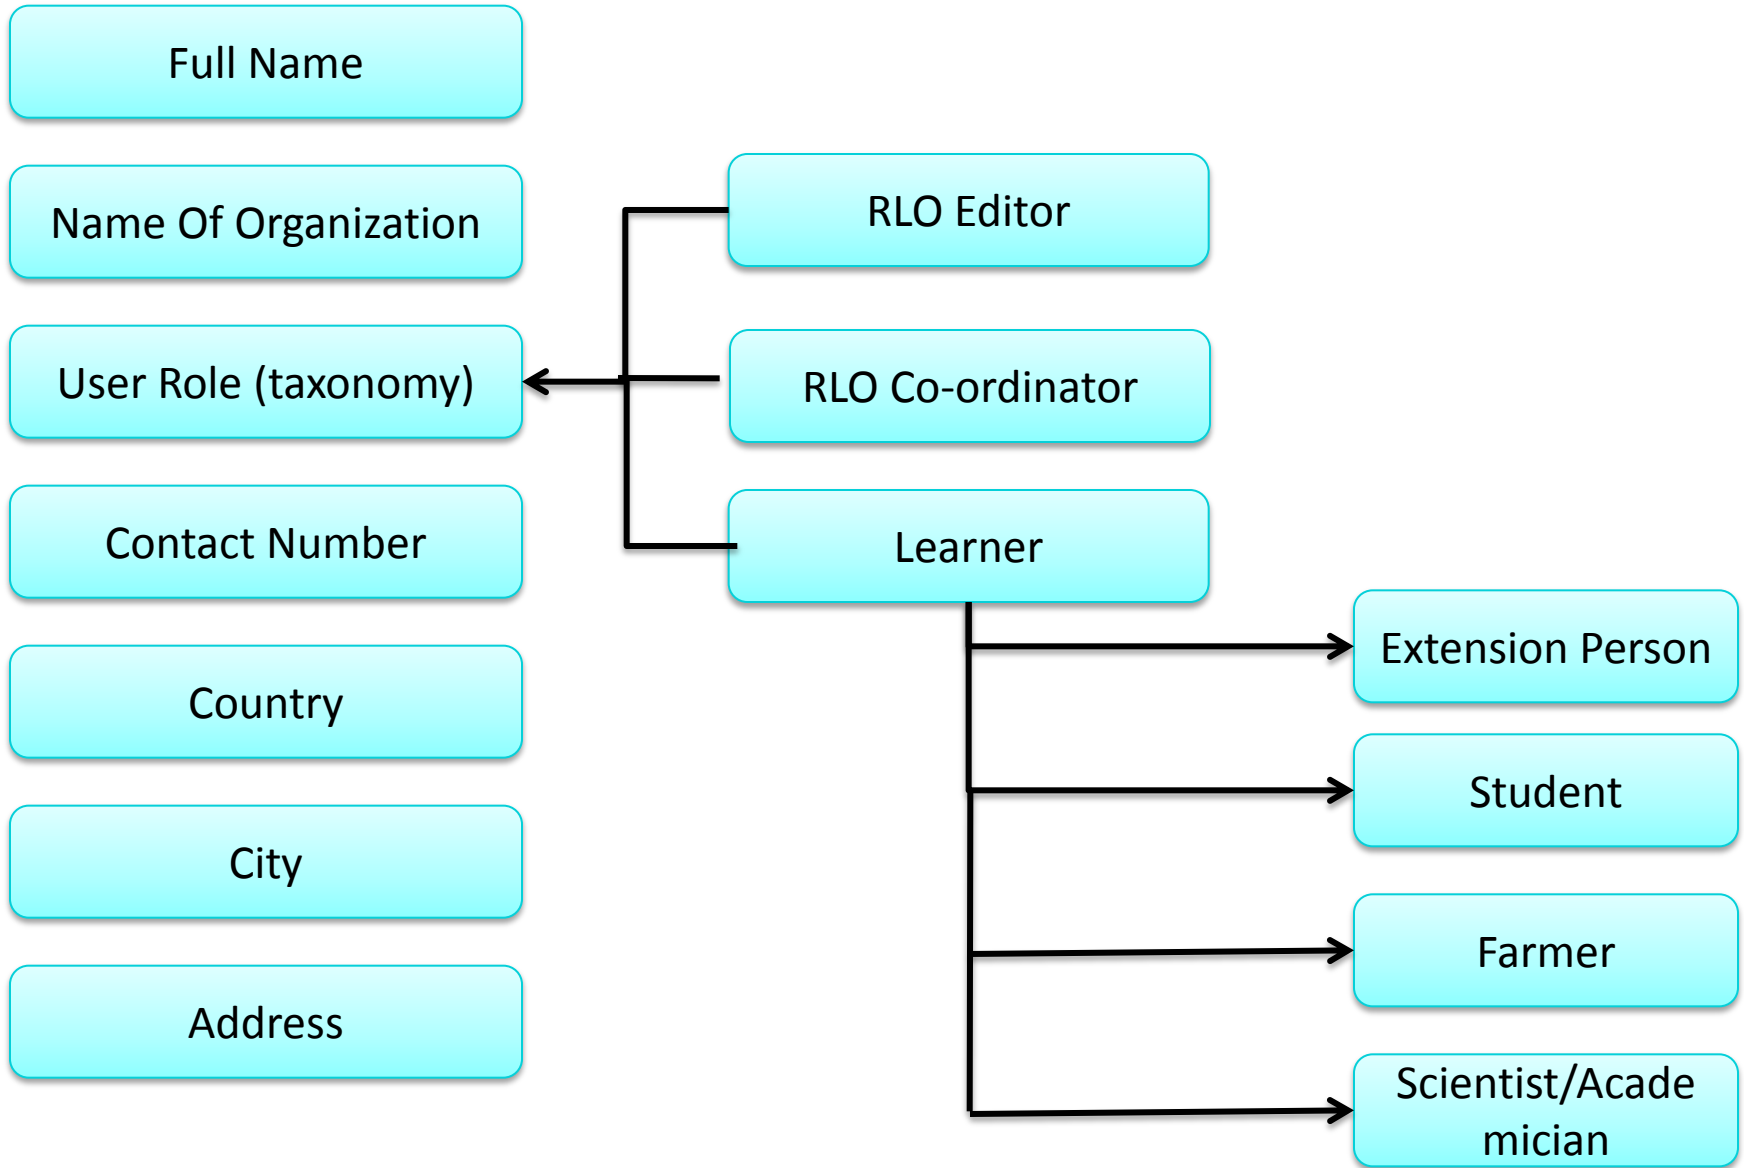 Full Name
Name Of Organization
User Role (taxonomy)
Contact Number
Country
City
Address
RLO Editor
RLO Co-ordinator
Learner
Extension Person
Student
Farmer
Scientist/Acade
mician